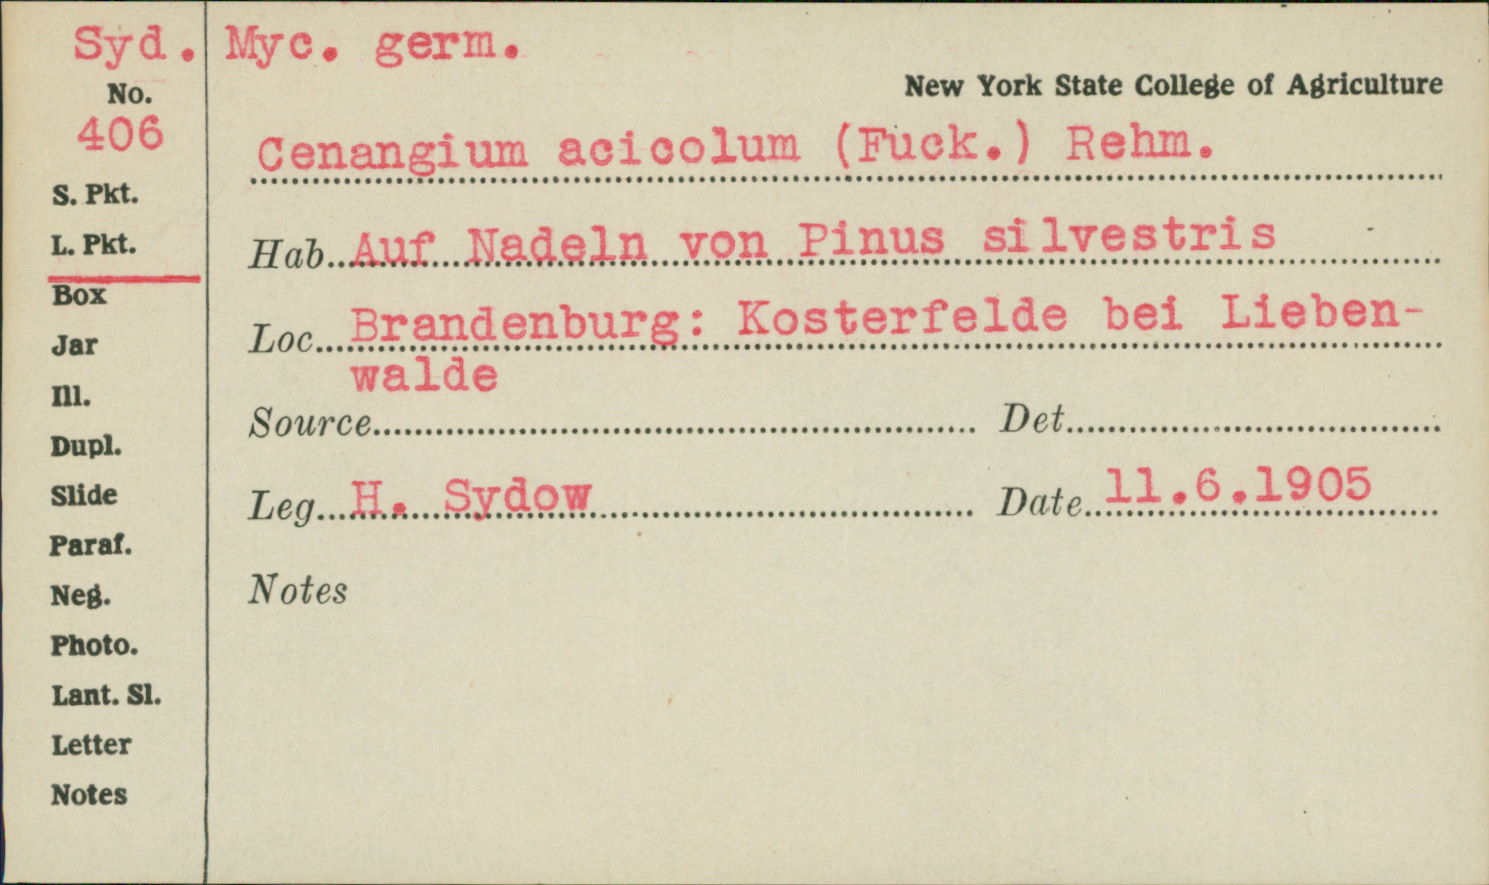 Syd. Myc. germ.
No.
406
New York State College of Agriculture
Cenangium acicolum (Fuck.) Rehm.
S. Pkt.
L. Pkt.
Hab. Auf Nadeln von Pinus silvestris
Box
Jar
Loc. Brandenburg: Kosterfelde bei Lieben-
walde
Ill.
Dupl.
Source Det.
Slide
Leg. H. Sydow Date 11.6.1905
Paraf.
Neg.
Notes
Photo.
Lant. Sl.
Letter
Notes